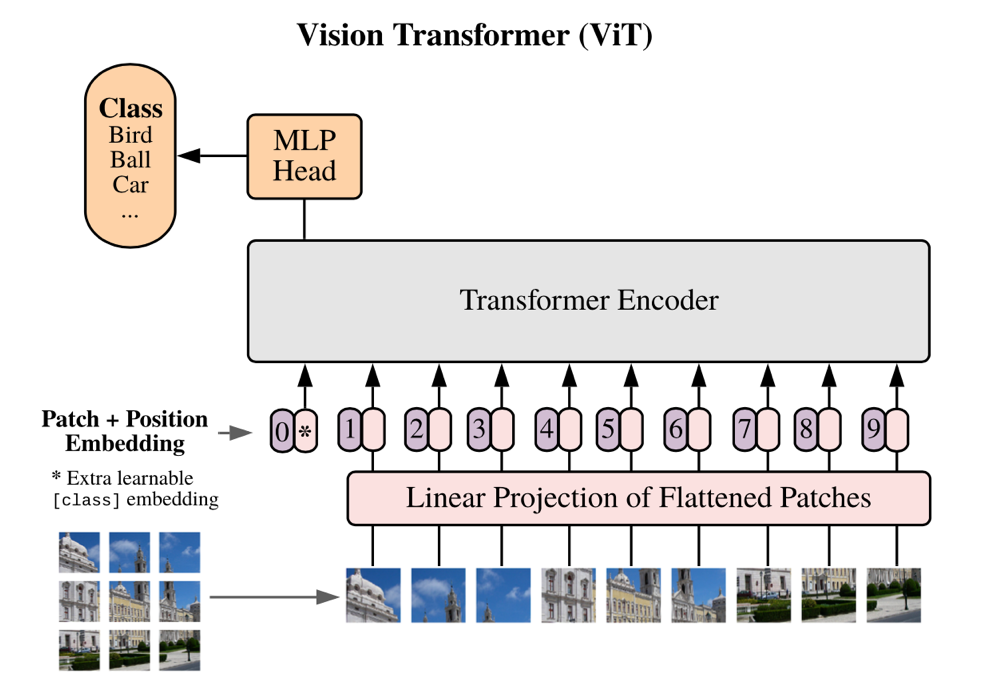 Vision Transformer (ViT)
Class
Bird
Ball
Car
...
MLP
Head
Transformer Encoder
Patch + Position
Embedding
* Extra learnable
[class] embedding
0 * 1 2 3 4 5 6 7 8 9
Linear Projection of Flattened Patches